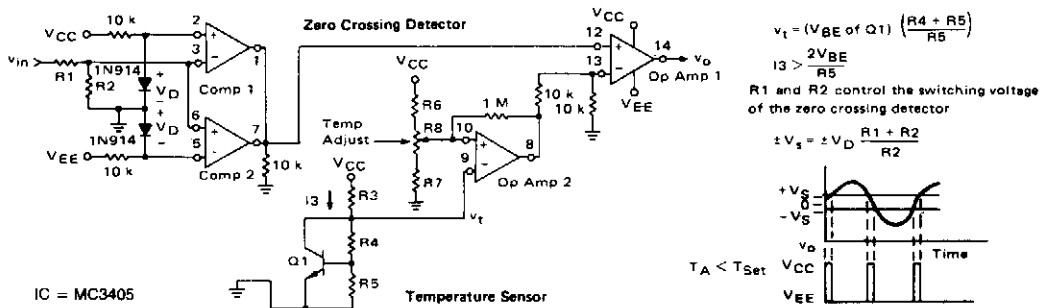 Zero Crossing Detector
10 k
VCC
2
+
-
3
1
Comp 1
vin
R1
R2
1N914
+
VD
-
+
VD
-
1N914
VEE
10 k
6
+
-
5
7
Comp 2
10 k
12
+
-
13
14
VCC
VEE
vo
Op Amp 1
10 k
10 k
VCC
R6
R8
R7
Temp
Adjust
1 M
10
+
-
9
8
Op Amp 2
VCC
I3
R3
vt
R4
Q1
R5
Temperature Sensor
IC = MC3405
vt = (VBE of Q1) (R4 + R5 / R5)
I3 > 2VBE / R5
R1 and R2 control the switching voltage
of the zero crossing detector
± Vs = ± VD R1 + R2 / R2
+VS
0
-VS
vo
Time
TA < TSet
VCC
VEE